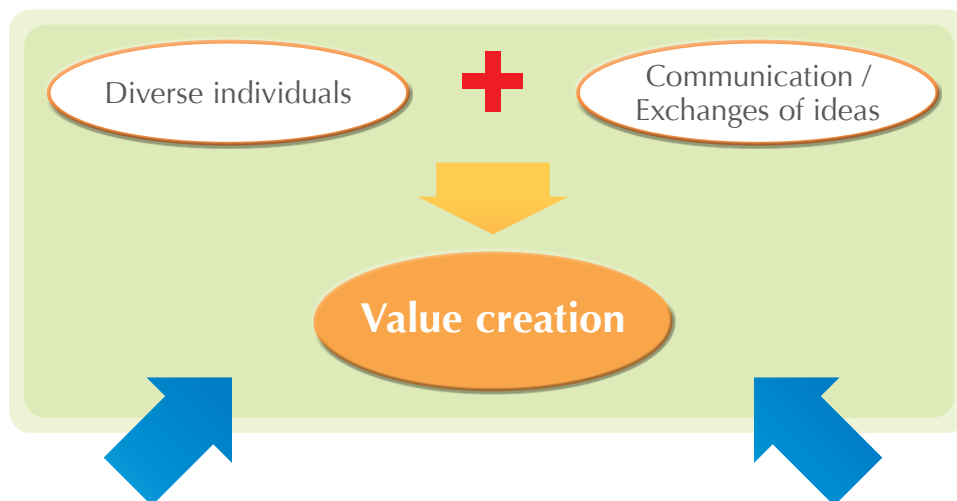 Diverse individuals
Communication /
Exchanges of ideas
Value creation